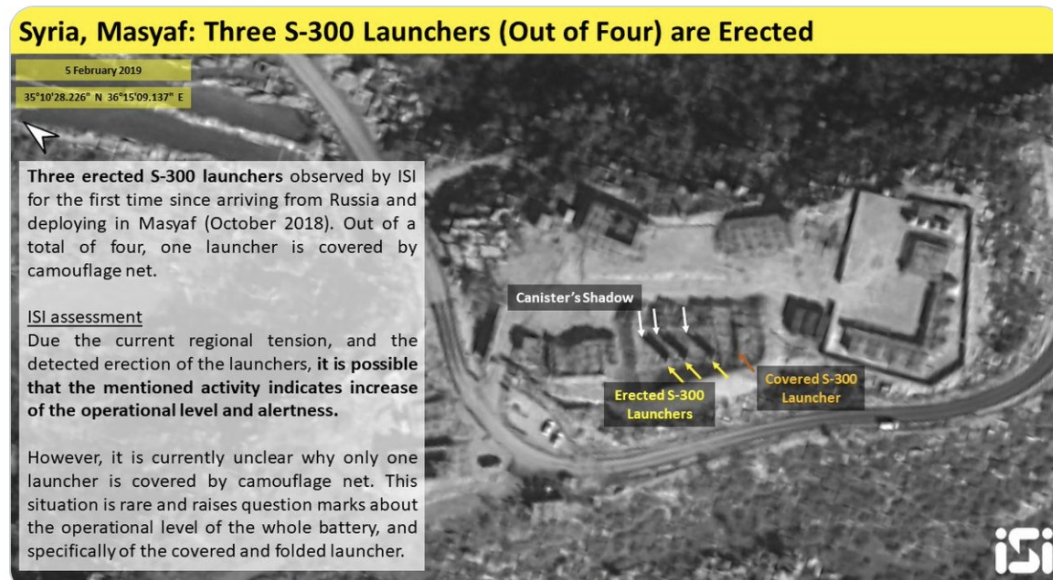 Syria, Masyaf: Three S-300 Launchers (Out of Four) are Erected
5 February 2019
35°10'28.226" N 36°15'09.137" E
Three erected S-300 launchers observed by ISI
for the first time since arriving from Russia and
deploying in Masyaf (October 2018). Out of a
total of four, one launcher is covered by
camouflage net.
ISI assessment
Due the current regional tension, and the
detected erection of the launchers, it is possible
that the mentioned activity indicates increase
of the operational level and alertness.
However, it is currently unclear why only one
launcher is covered by camouflage net. This
situation is rare and raises question marks about
the operational level of the whole battery, and
specifically of the covered and folded launcher.
Canister's Shadow
Erected S-300
Launchers
Covered S-300
Launcher
iSi